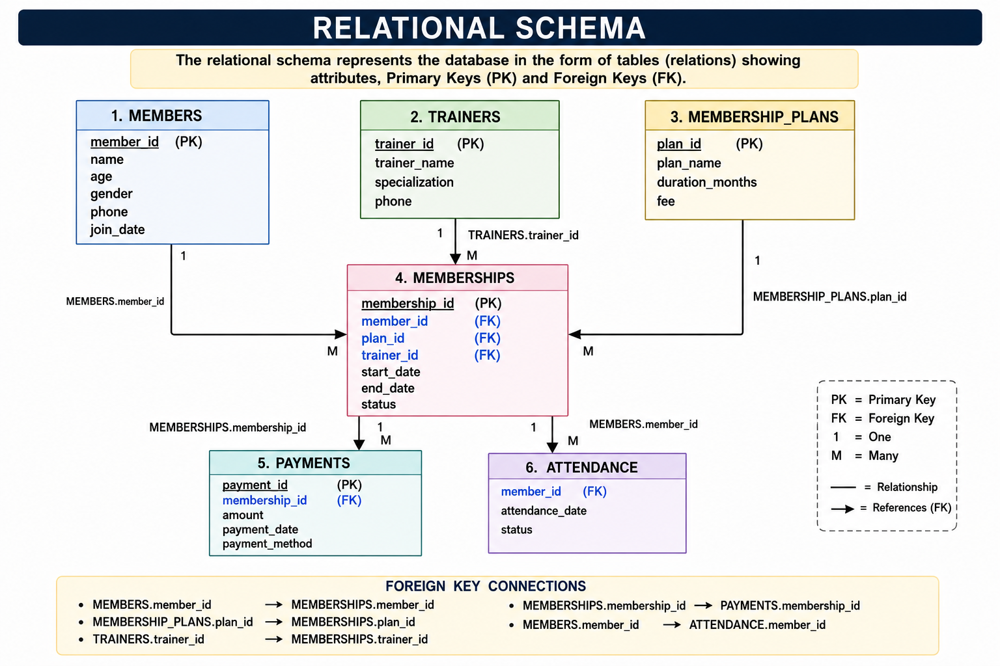 RELATIONAL SCHEMA
The relational schema represents the database in the form of tables (relations) showing
attributes, Primary Keys (PK) and Foreign Keys (FK).
1. MEMBERS
member_id (PK)
name
age
gender
phone
join_date
2. TRAINERS
trainer_id (PK)
trainer_name
specialization
phone
3. MEMBERSHIP_PLANS
plan_id (PK)
plan_name
duration_months
fee
1
MEMBERS.member_id
M
1
TRAINERS.trainer_id
M
1
MEMBERSHIP_PLANS.plan_id
M
4. MEMBERSHIPS
membership_id (PK)
member_id (FK)
plan_id (FK)
trainer_id (FK)
start_date
end_date
status
MEMBERSHIPS.membership_id
1
M
1
MEMBERS.member_id
M
5. PAYMENTS
payment_id (PK)
membership_id (FK)
amount
payment_date
payment_method
6. ATTENDANCE
member_id (FK)
attendance_date
status
PK = Primary Key
FK = Foreign Key
1 = One
M = Many
= Relationship
= References (FK)
FOREIGN KEY CONNECTIONS
• MEMBERS.member_id → MEMBERSHIPS.member_id
• MEMBERSHIP_PLANS.plan_id → MEMBERSHIPS.plan_id
• TRAINERS.trainer_id → MEMBERSHIPS.trainer_id
• MEMBERSHIPS.membership_id → PAYMENTS.membership_id
• MEMBERS.member_id → ATTENDANCE.member_id